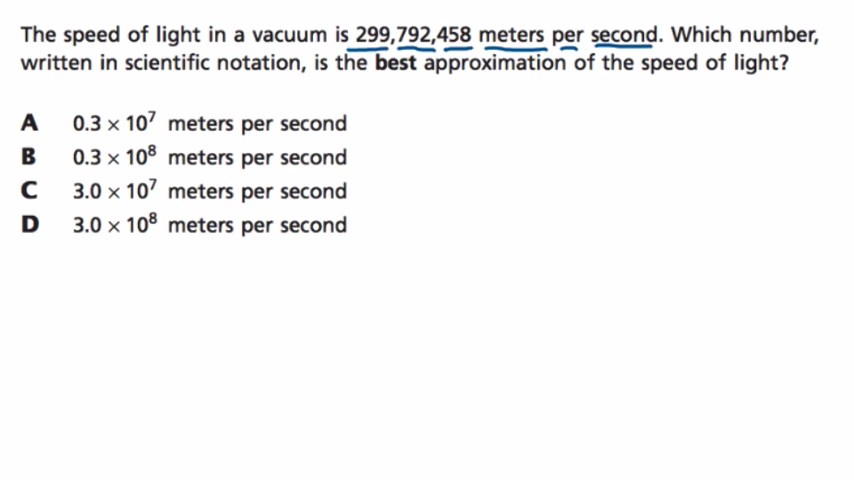 The speed of light in a vacuum is 299,792,458 meters per second. Which number,
written in scientific notation, is the best approximation of the speed of light?
A 0.3 × 10⁷ meters per second
B 0.3 × 10⁸ meters per second
C 3.0 × 10⁷ meters per second
D 3.0 × 10⁸ meters per second